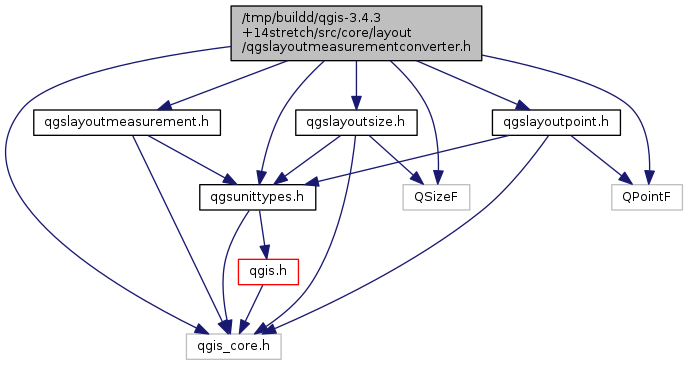 /tmp/buildd/qgis-3.4.3
+14stretch/src/core/layout
/qgslayoutmeasurementconverter.h
qgslayoutmeasurement.h
qgslayoutsize.h
qgslayoutpoint.h
qgsunittypes.h
QSizeF
QPointF
qgis.h
qgis_core.h